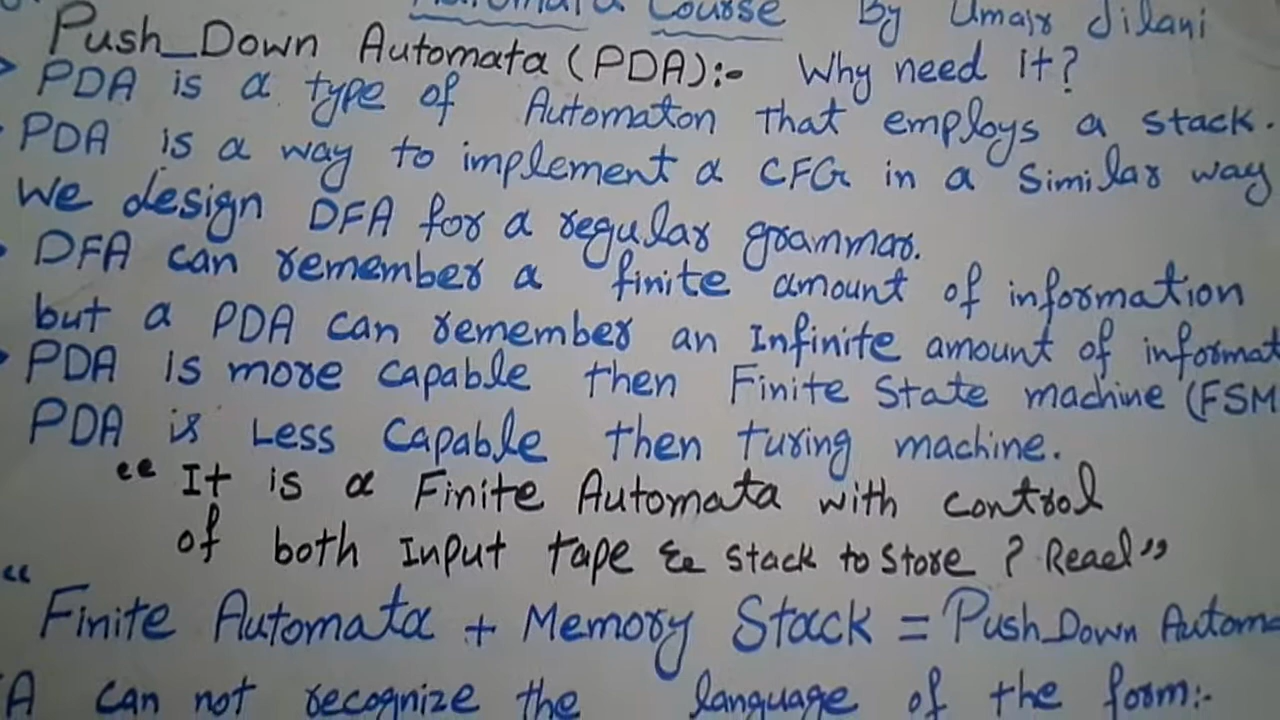 Automata Course By Umair Jilani
Push_Down Automata (PDA):- Why need it?
PDA is a type of Automaton that employs a stack.
PDA is a way to implement a CFG in a similar way
we design DFA for a regular grammar.
DFA can remember a finite amount of information
but a PDA can remember an Infinite amount of informat
PDA is more capable then Finite State machine (FSM
PDA is Less Capable then turing machine.
"It is a Finite Automata with control
of both Input tape & stack to store ? Read"
"Finite Automata + Memory Stack = Push_Down Automa
A can not recognize the language of the form:-